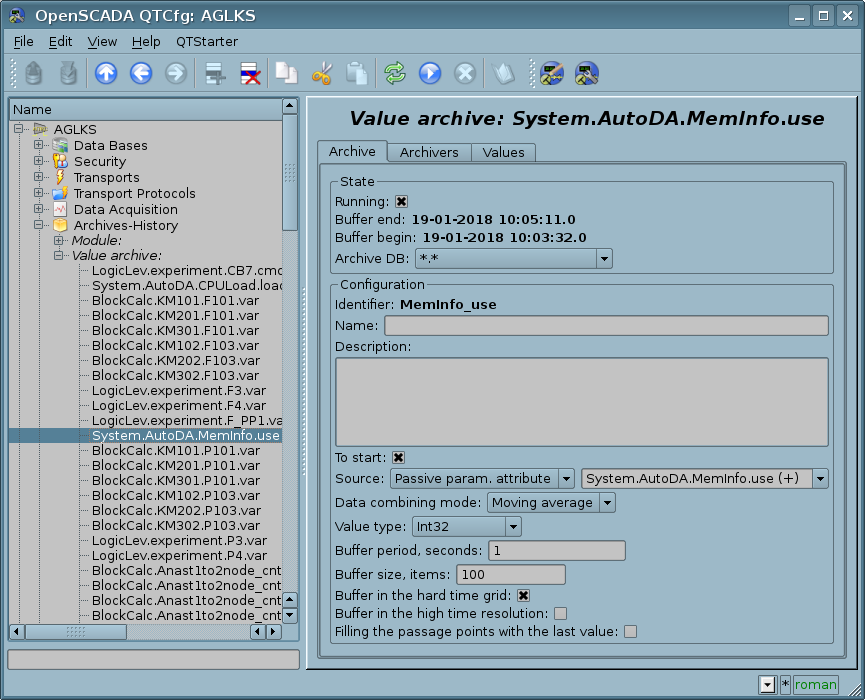 OpenSCADA QTCfg: AGLKS
File Edit View Help QTStarter
Name
AGLKS
Data Bases
Security
Transports
Transport Protocols
Data Acquisition
Archives-History
Module:
Value archive:
LogicLev.experiment.CB7.cmd
System.AutoDA.CPULoad.load
BlockCalc.KM101.F101.var
BlockCalc.KM201.F101.var
BlockCalc.KM301.F101.var
BlockCalc.KM102.F103.var
BlockCalc.KM202.F103.var
BlockCalc.KM302.F103.var
LogicLev.experiment.F3.var
LogicLev.experiment.F4.var
LogicLev.experiment.F_PP1.va
System.AutoDA.MemInfo.use
BlockCalc.KM101.P101.var
BlockCalc.KM201.P101.var
BlockCalc.KM301.P101.var
BlockCalc.KM102.P103.var
BlockCalc.KM202.P103.var
BlockCalc.KM302.P103.var
LogicLev.experiment.P3.var
LogicLev.experiment.P4.var
BlockCalc.Anast1to2node_cnt
BlockCalc.Anast1to2node_cnt
BlockCalc.Anast1to2node_cnt
BlockCalc.Anast1to2node_cnt
Value archive: System.AutoDA.MemInfo.use
Archive Archivers Values
State
Running:
Buffer end: 19-01-2018 10:05:11.0
Buffer begin: 19-01-2018 10:03:32.0
Archive DB: *.*
Configuration
Identifier: MemInfo_use
Name:
Description:
To start:
Source: Passive param. attribute System.AutoDA.MemInfo.use (+)
Data combining mode: Moving average
Value type: Int32
Buffer period, seconds: 1
Buffer size, items: 100
Buffer in the hard time grid:
Buffer in the high time resolution:
Filling the passage points with the last value:
* roman